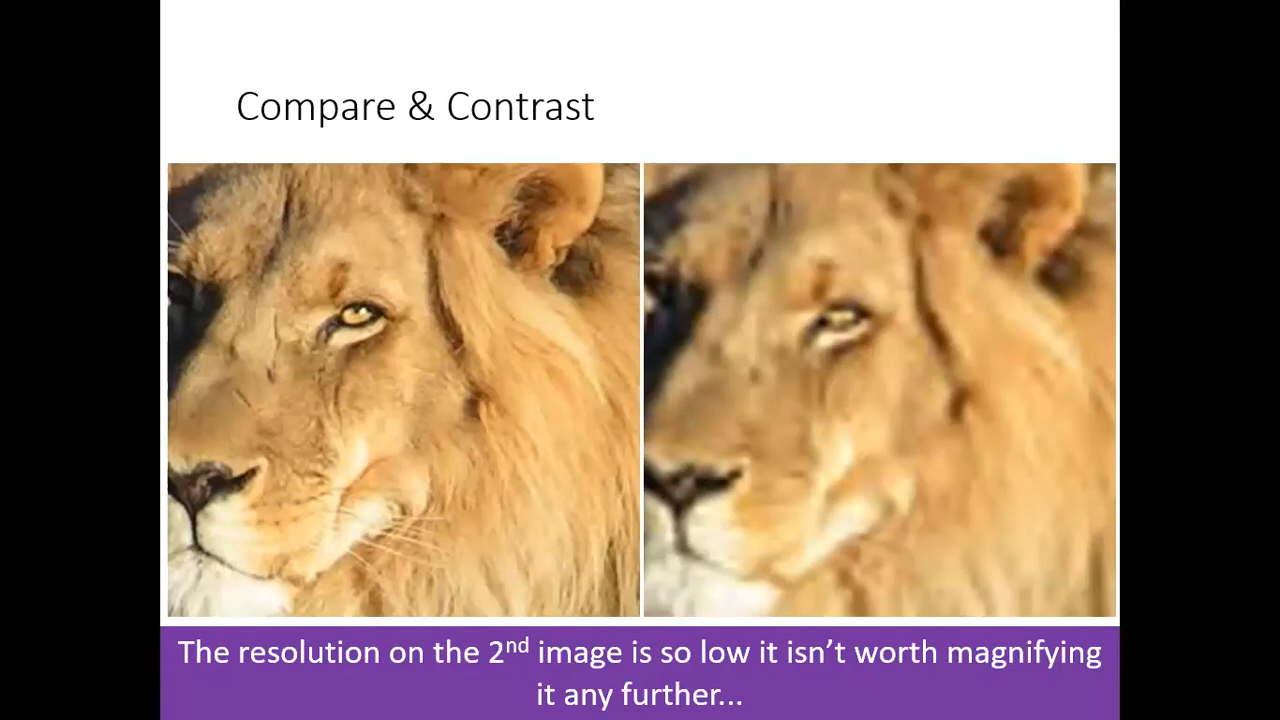 Compare & Contrast
The resolution on the 2nd image is so low it isn’t worth magnifying
it any further...